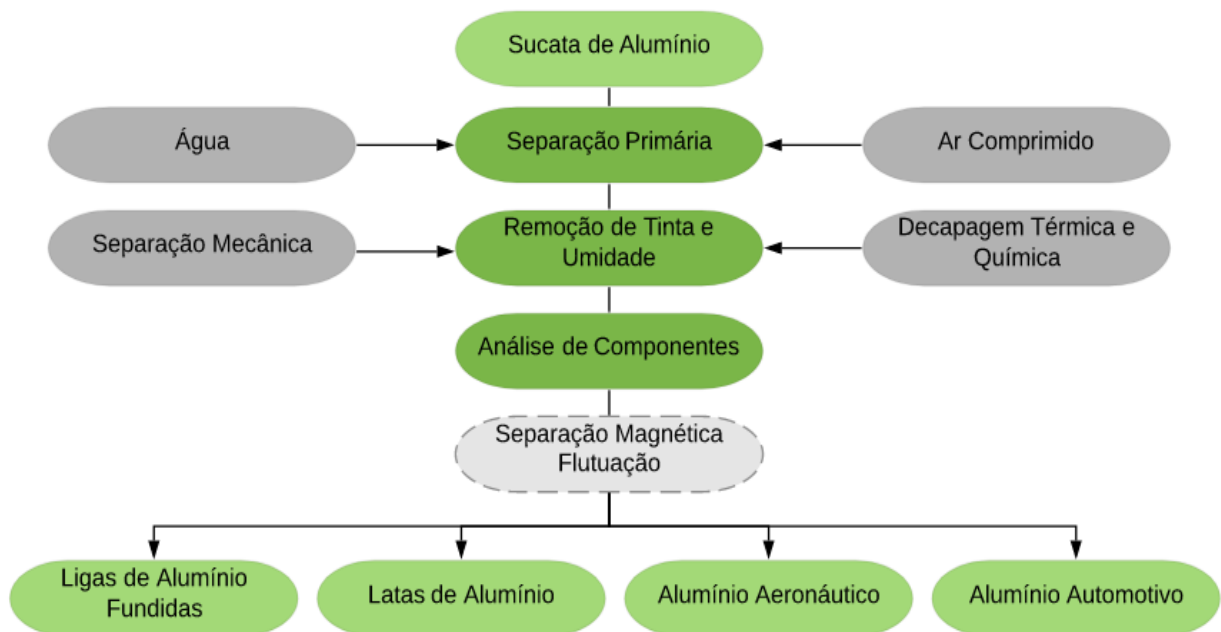 Sucata de Alumínio
Água
Separação Primária
Ar Comprimido
Separação Mecânica
Remoção de Tinta e
Umidade
Decapagem Térmica e
Química
Análise de Componentes
Separação Magnética
Flutuação
Ligas de Alumínio
Fundidas
Latas de Alumínio
Alumínio Aeronáutico
Alumínio Automotivo